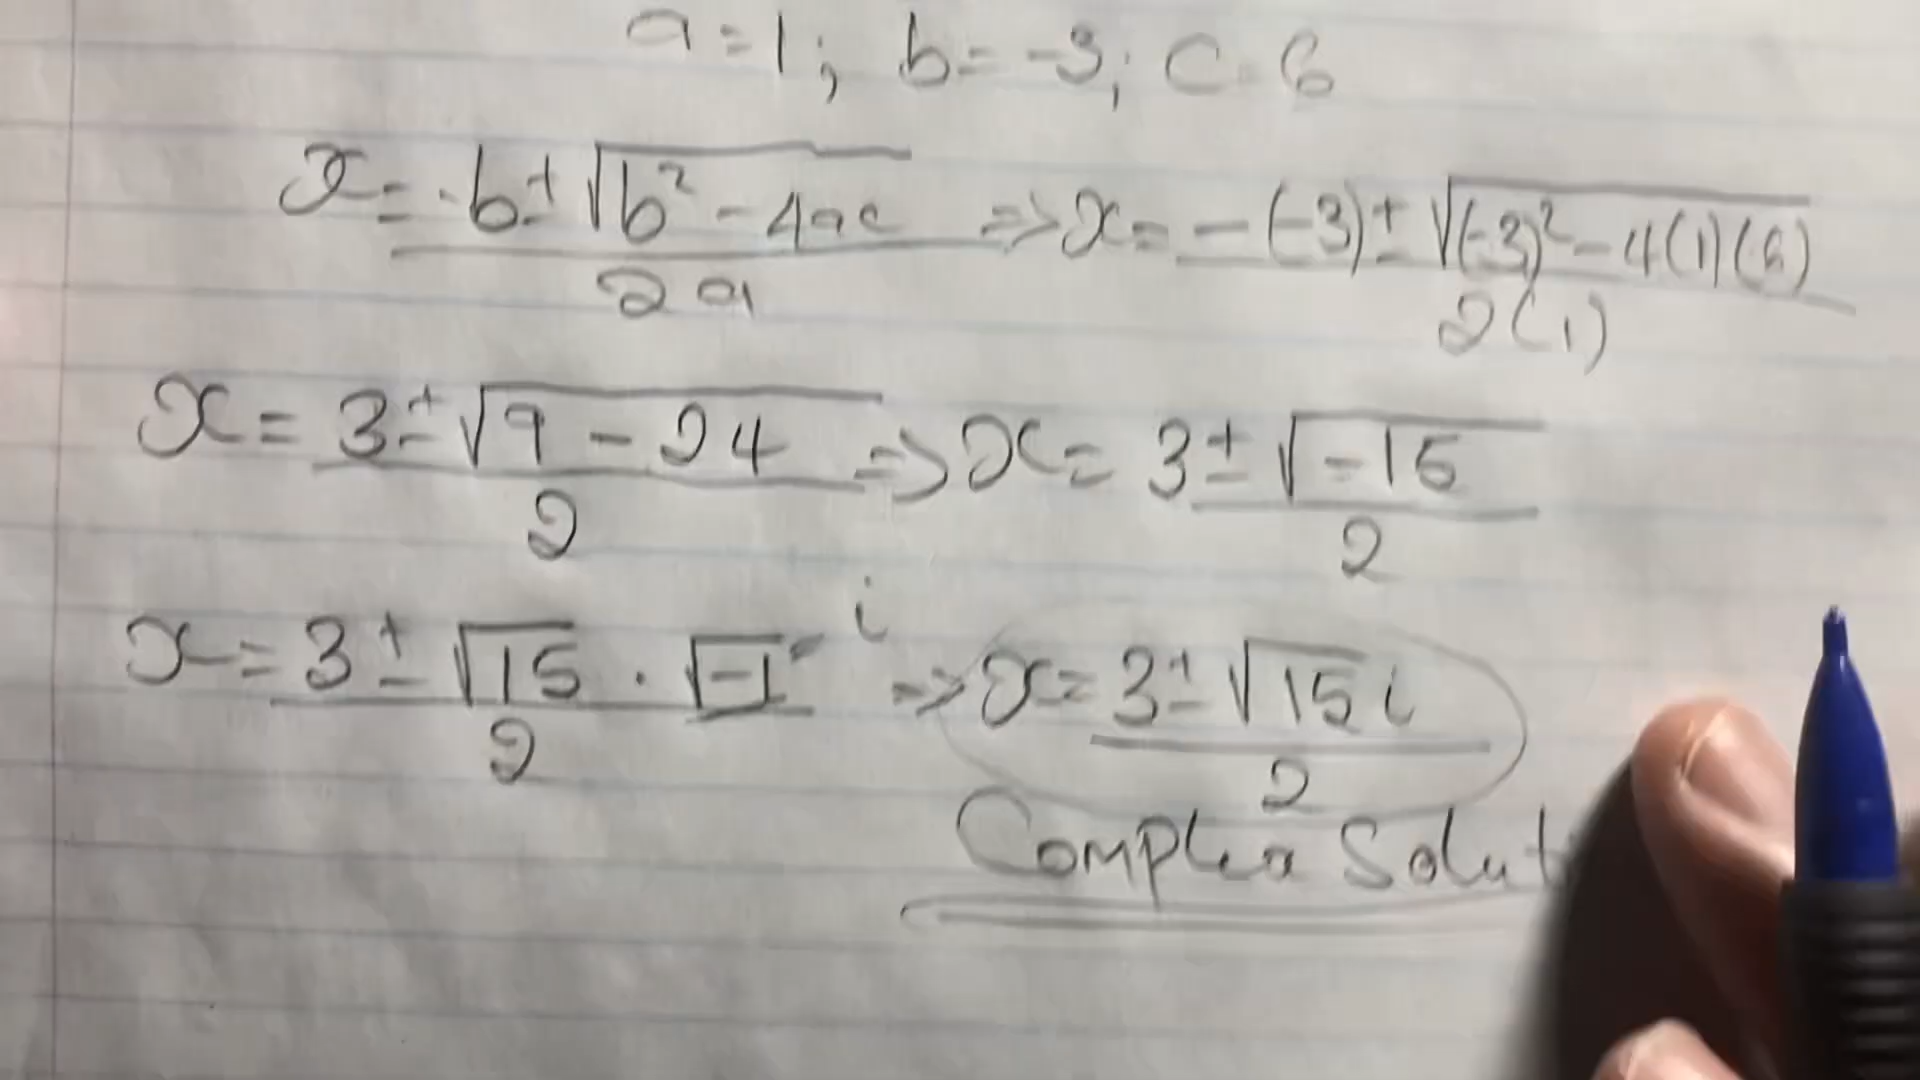 a = 1; b = -3; c = 6
x = -b ± √(b² - 4ac) / 2a ⇒ x = -(-3) ± √((-3)² - 4(1)(6)) / 2(1)
x = 3 ± √(9 - 24) / 2 ⇒ x = 3 ± √(-15) / 2
x = 3 ± √15 · √-1 / 2 i ⇒ x = 3 ± √15 i / 2
Complex Solut